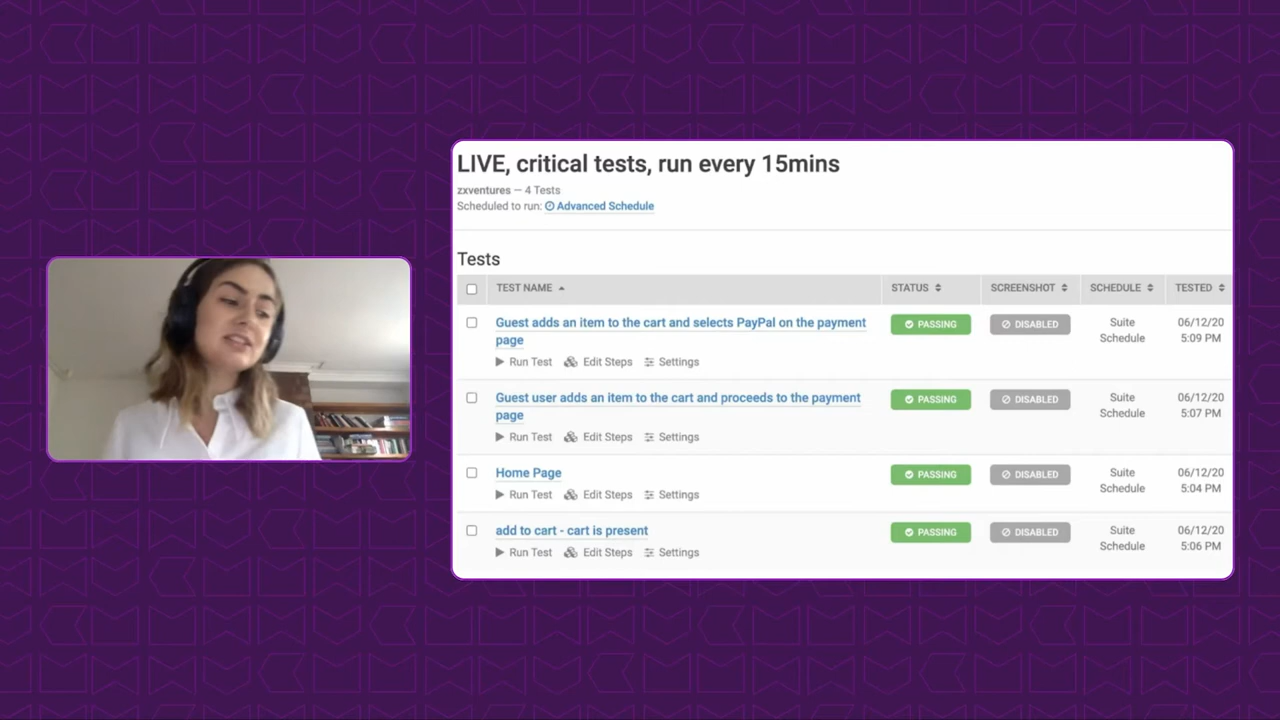 LIVE, critical tests, run every 15mins
zxventures — 4 Tests
Scheduled to run: Advanced Schedule
Tests
TEST NAME STATUS SCREENSHOT SCHEDULE TESTED
Guest adds an item to the cart and selects PayPal on the payment
page
PASSING DISABLED Suite
Schedule 06/12/20
5:09 PM
Run Test Edit Steps Settings
Guest user adds an item to the cart and proceeds to the payment
page
PASSING DISABLED Suite
Schedule 06/12/20
5:07 PM
Run Test Edit Steps Settings
Home Page PASSING DISABLED Suite
Schedule 06/12/20
5:04 PM
Run Test Edit Steps Settings
add to cart - cart is present PASSING DISABLED Suite
Schedule 06/12/20
5:06 PM
Run Test Edit Steps Settings